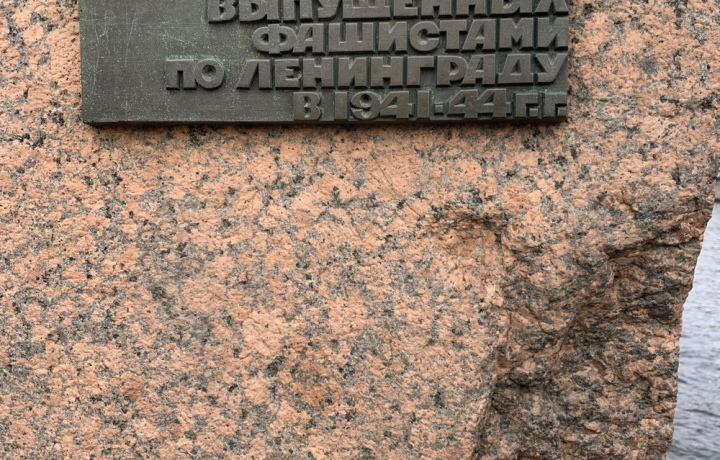 ВЫПУЩЕННЫХ
ФАШИСТАМИ
ПО ЛЕНИНГРАДУ
В 1941-44 Г.Г.